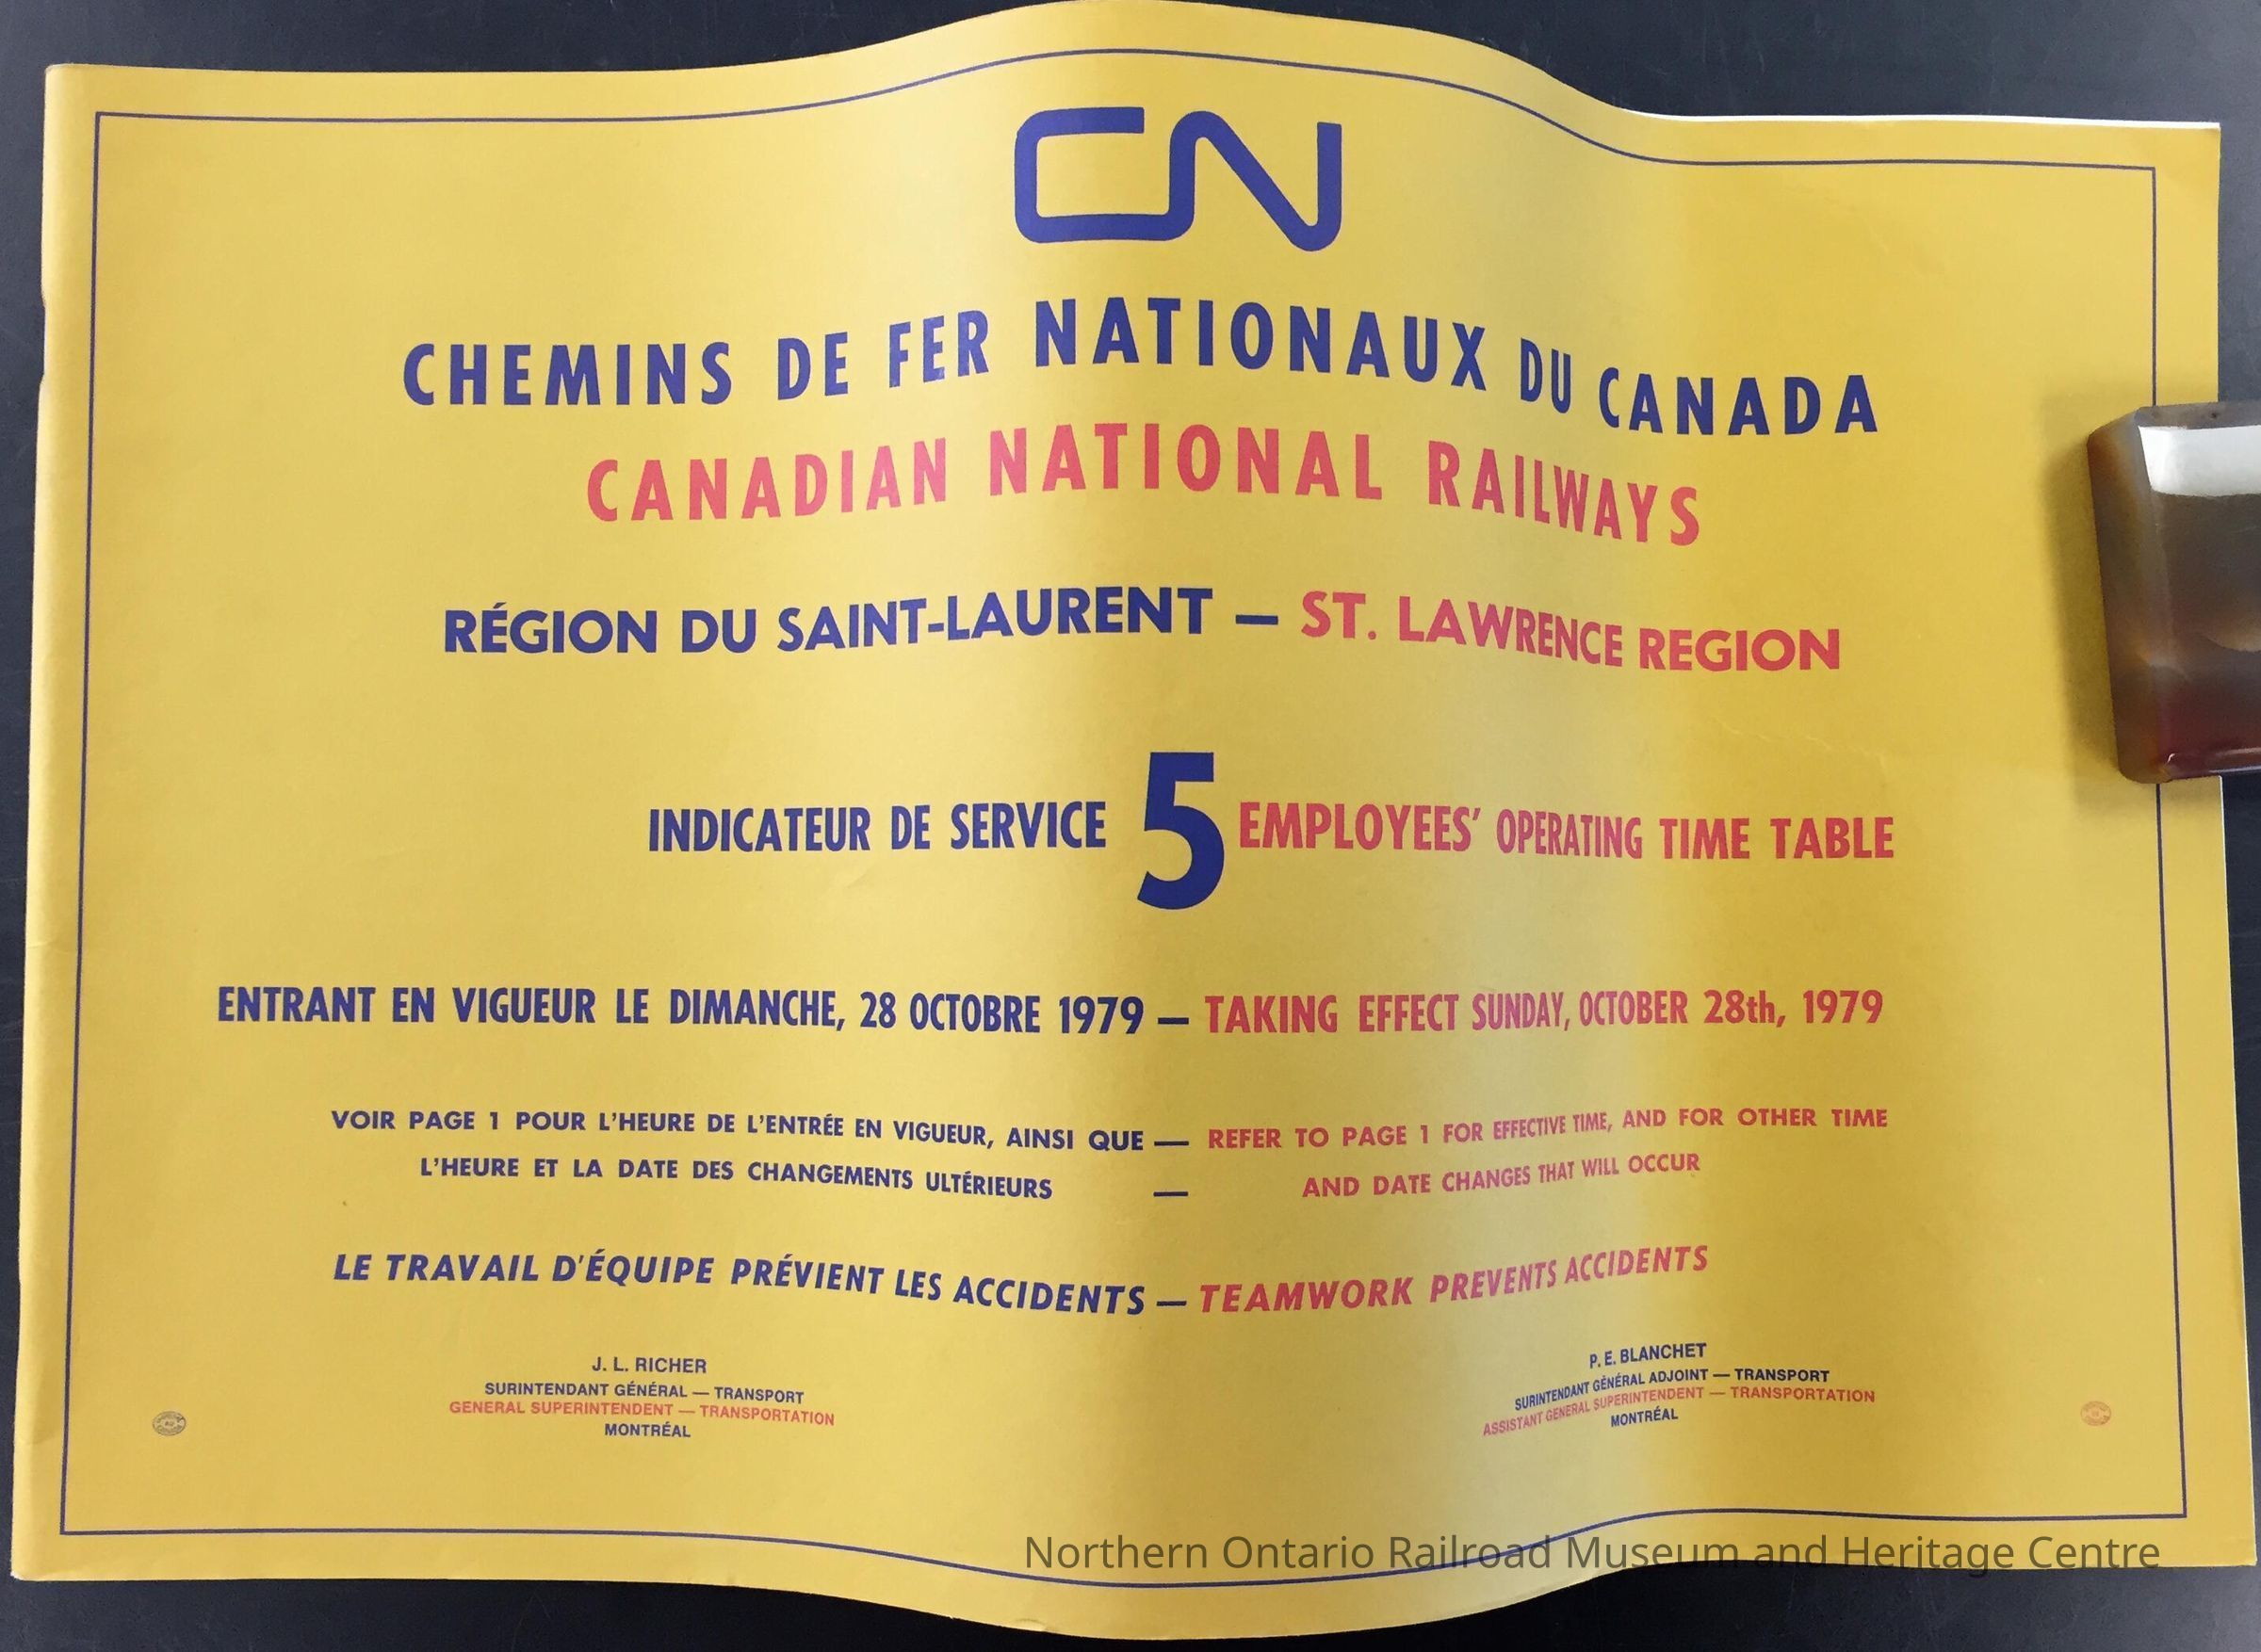 CN
CHEMINS DE FER NATIONAUX DU CANADA
CANADIAN NATIONAL RAILWAYS
RÉGION DU SAINT-LAURENT — ST. LAWRENCE REGION
INDICATEUR DE SERVICE 5 EMPLOYEES' OPERATING TIME TABLE
ENTRANT EN VIGUEUR LE DIMANCHE, 28 OCTOBRE 1979 — TAKING EFFECT SUNDAY, OCTOBER 28th, 1979
VOIR PAGE 1 POUR L'HEURE DE L'ENTRÉE EN VIGUEUR, AINSI QUE — REFER TO PAGE 1 FOR EFFECTIVE TIME, AND FOR OTHER TIME
L'HEURE ET LA DATE DES CHANGEMENTS ULTÉRIEURS — AND DATE CHANGES THAT WILL OCCUR
LE TRAVAIL D'ÉQUIPE PRÉVIENT LES ACCIDENTS — TEAMWORK PREVENTS ACCIDENTS
J. L. RICHER
SURINTENDANT GÉNÉRAL — TRANSPORT
GENERAL SUPERINTENDENT — TRANSPORTATION
MONTRÉAL
P. E. BLANCHET
SURINTENDANT GÉNÉRAL ADJOINT — TRANSPORT
ASSISTANT GENERAL SUPERINTENDENT — TRANSPORTATION
MONTRÉAL
Northern Ontario Railroad Museum and Heritage Centre